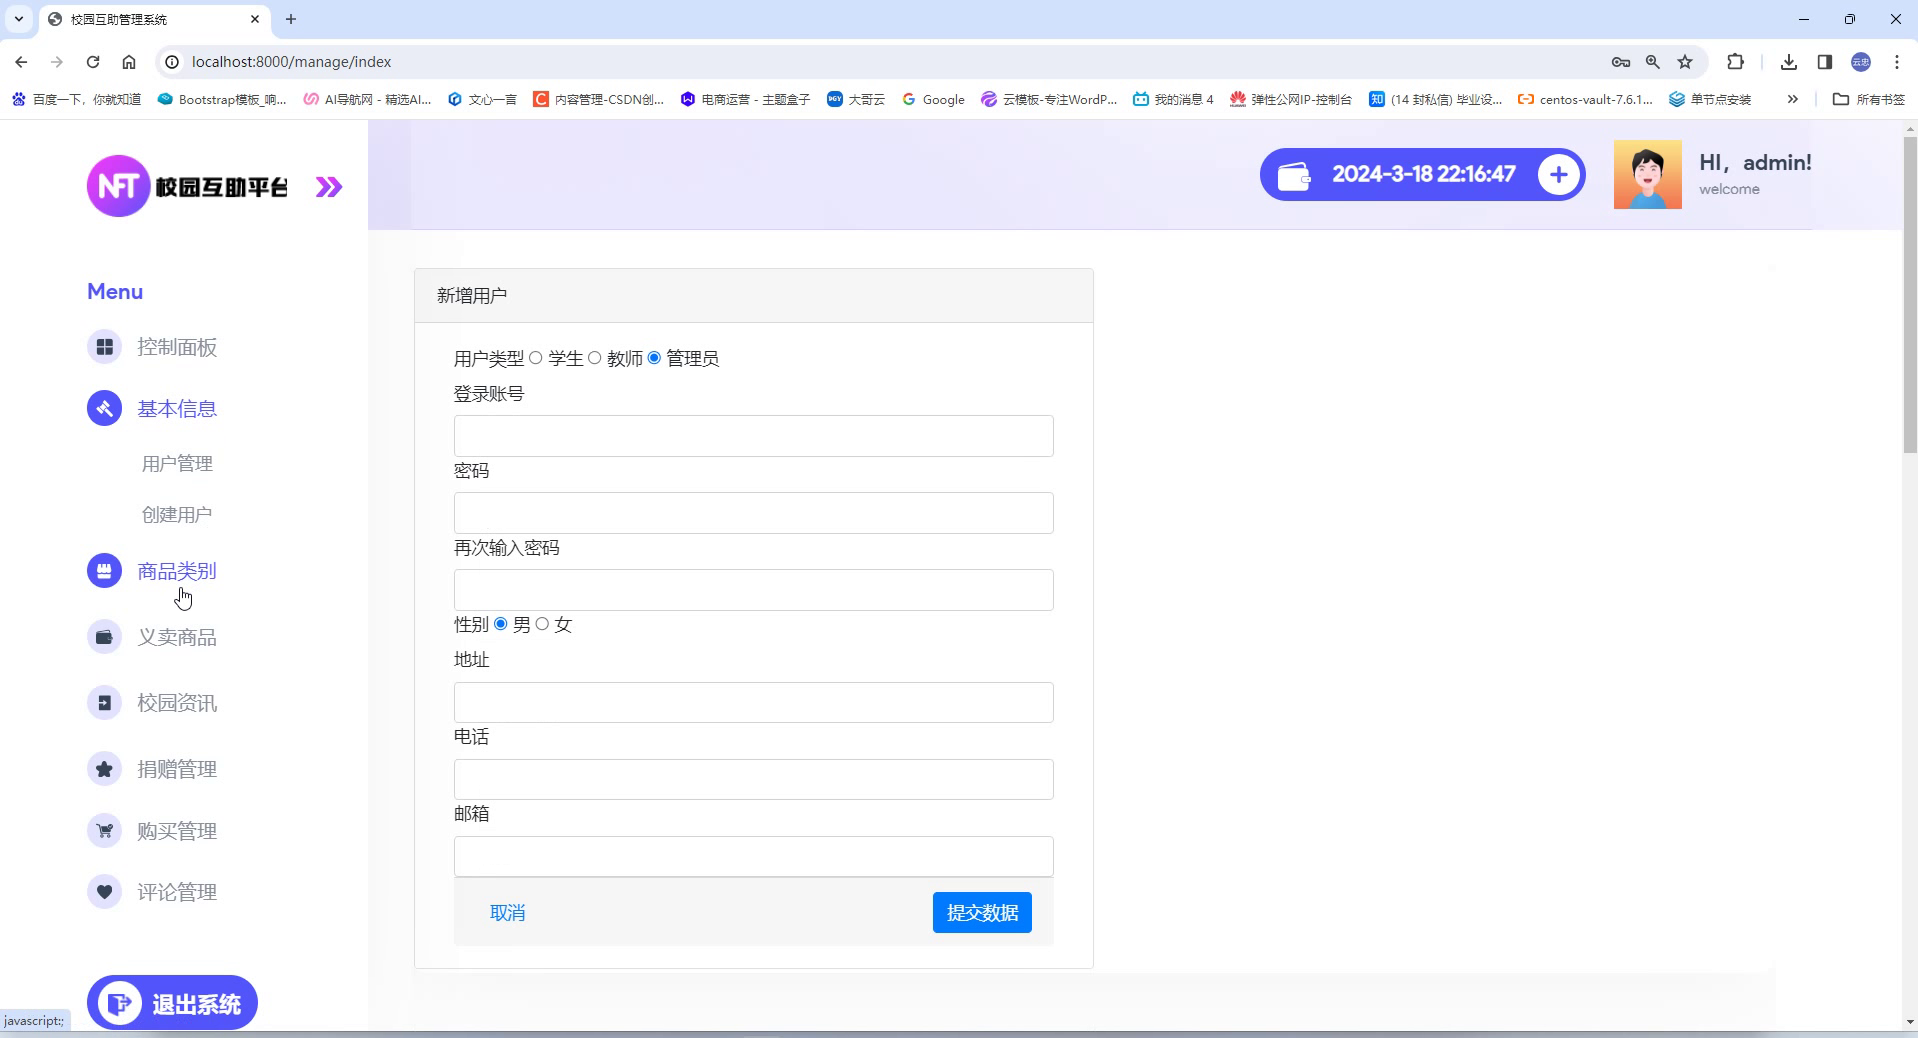 校园互助管理系统
localhost:8000/manage/index
百度一下，你就知道
Bootstrap模板_响...
AI导航网 - 精选AI...
文心一言
内容管理-CSDN创...
电商运营 - 主题盒子
大哥云
Google
云模板-专注WordP...
我的消息 4
弹性公网IP-控制台
(14 封私信) 毕业设...
centos-vault-7.6.1...
单节点安装
所有书签
云忠
NFT 校园互助平台
2024-3-18 22:16:47
HI，admin!
welcome
Menu
控制面板
基本信息
用户管理
创建用户
商品类别
义卖商品
校园资讯
捐赠管理
购买管理
评论管理
退出系统
新增用户
用户类型 学生 教师 管理员
登录账号
密码
再次输入密码
性别 男 女
地址
电话
邮箱
取消
提交数据
javascript:;